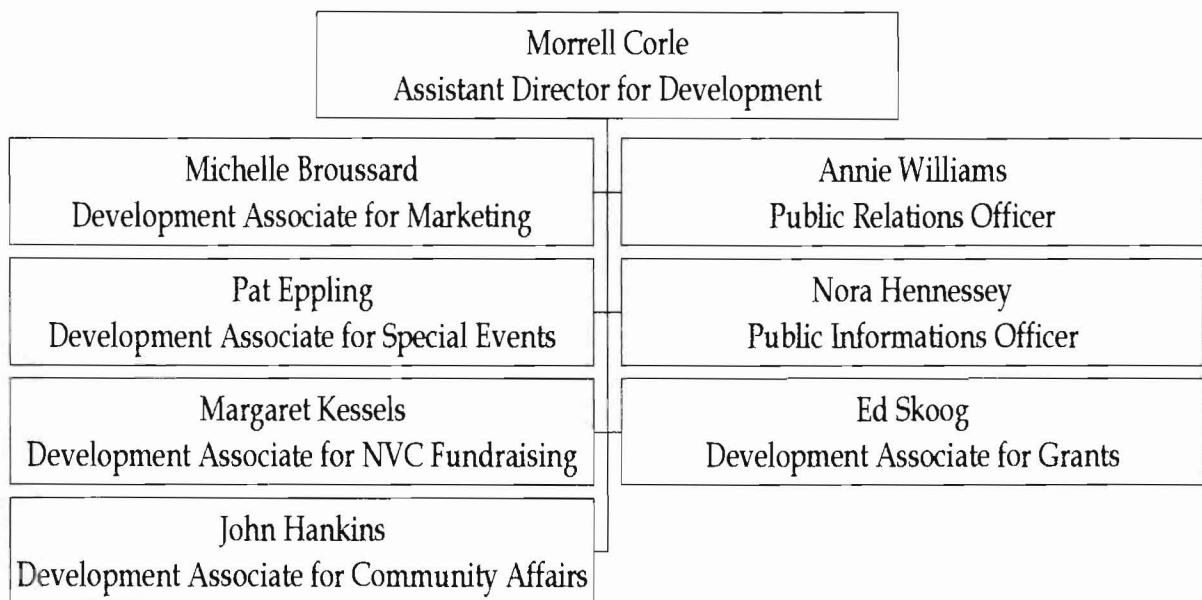 Morrell Corle
Assistant Director for Development
Michelle Broussard
Development Associate for Marketing
Annie Williams
Public Relations Officer
Pat Eppling
Development Associate for Special Events
Nora Hennessey
Public Informations Officer
Margaret Kessels
Development Associate for NVC Fundraising
Ed Skoog
Development Associate for Grants
John Hankins
Development Associate for Community Affairs